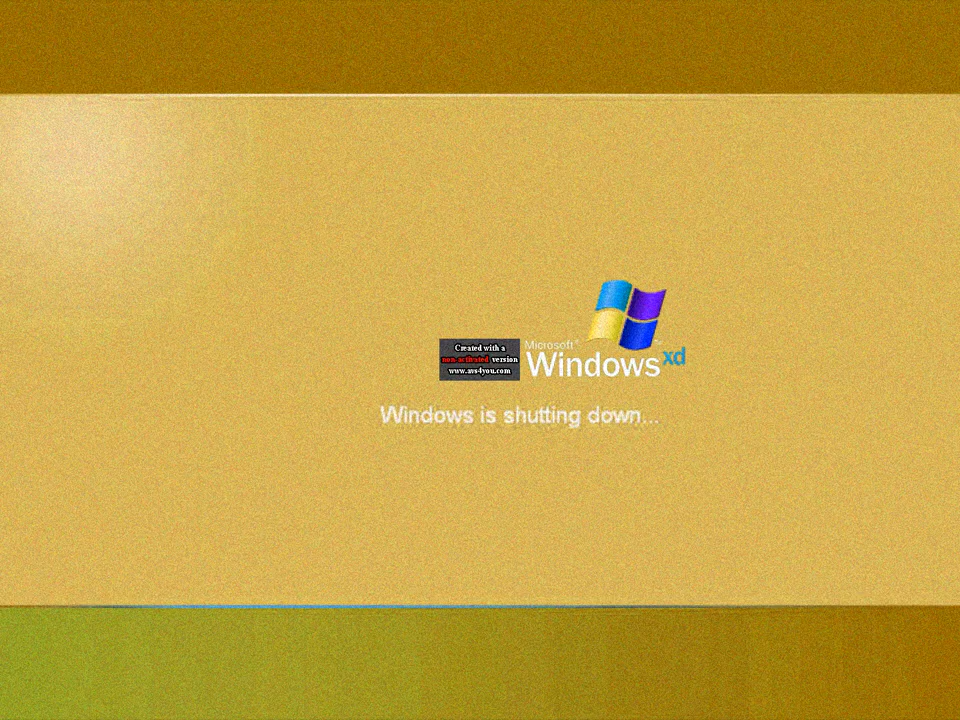 Created with a
non-activated version
www.avs4you.com
Microsoft®
Windows xd
Windows is shutting down...